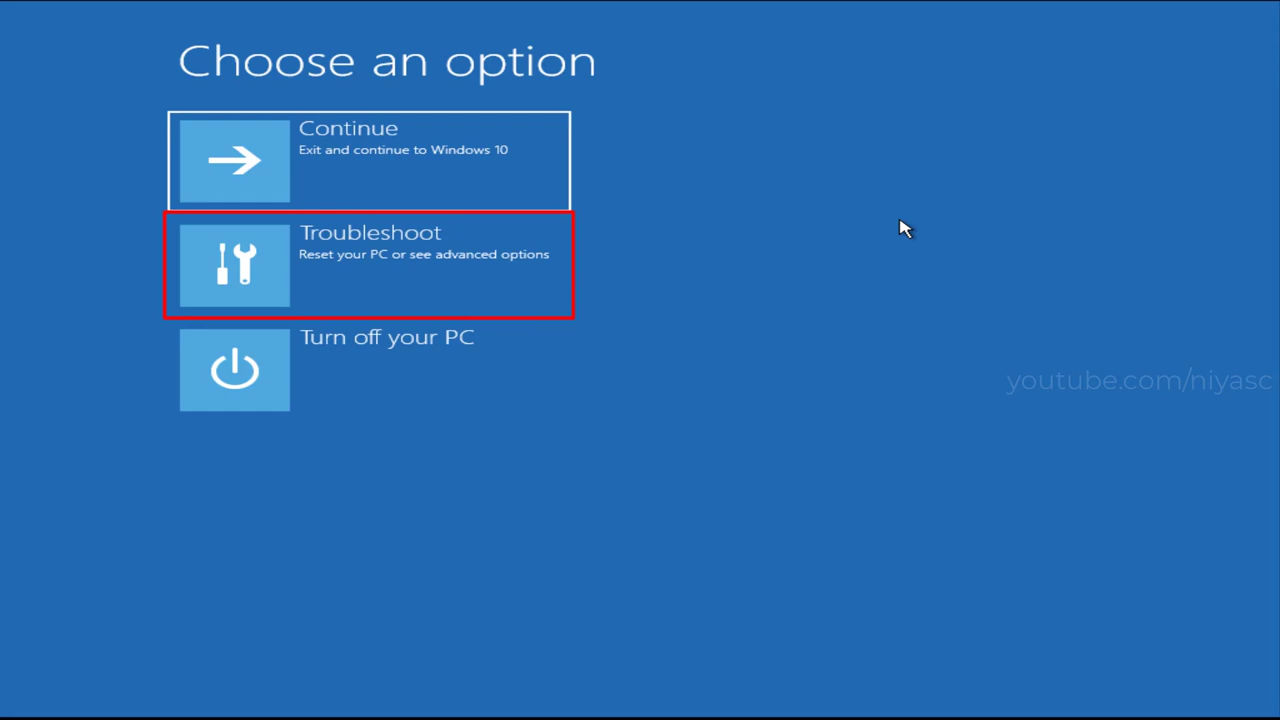 Choose an option
Continue
Exit and continue to Windows 10
Troubleshoot
Reset your PC or see advanced options
Turn off your PC
youtube.com/niyasc